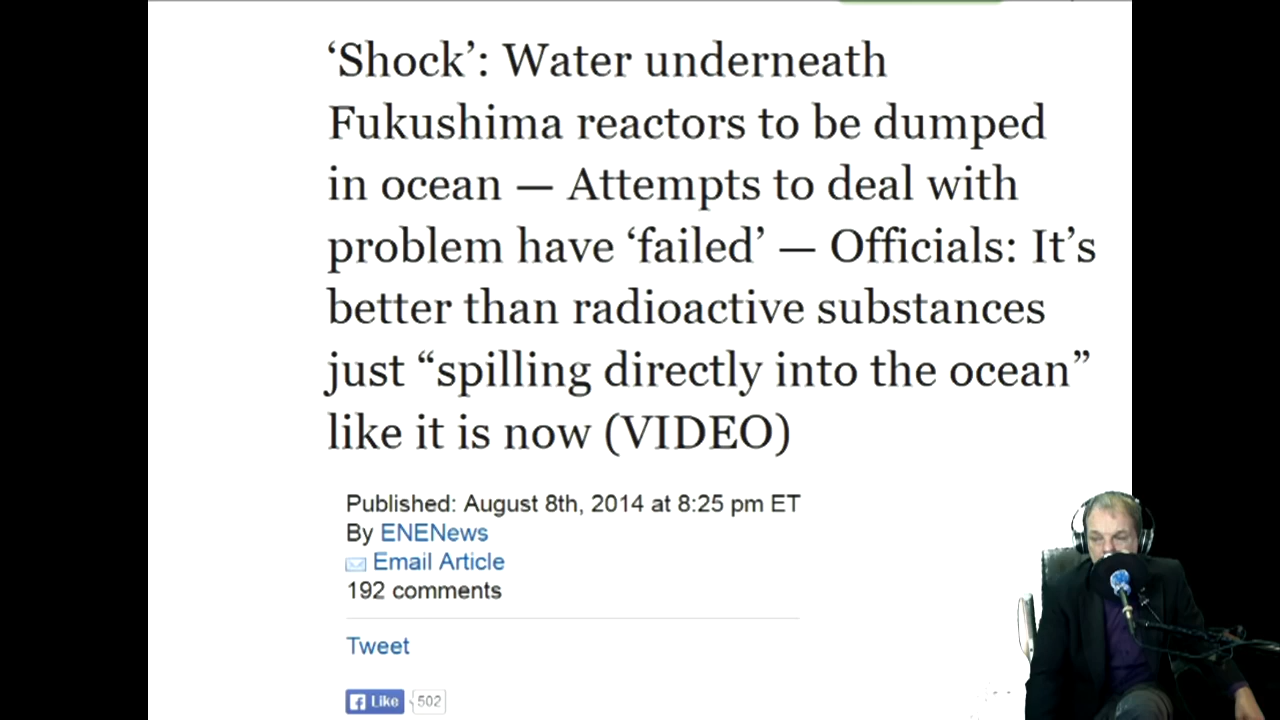 ‘Shock’: Water underneath
Fukushima reactors to be dumped
in ocean — Attempts to deal with
problem have ‘failed’ — Officials: It’s
better than radioactive substances
just “spilling directly into the ocean”
like it is now (VIDEO)
Published: August 8th, 2014 at 8:25 pm ET
By ENENews
Email Article
192 comments
Tweet
Like 502